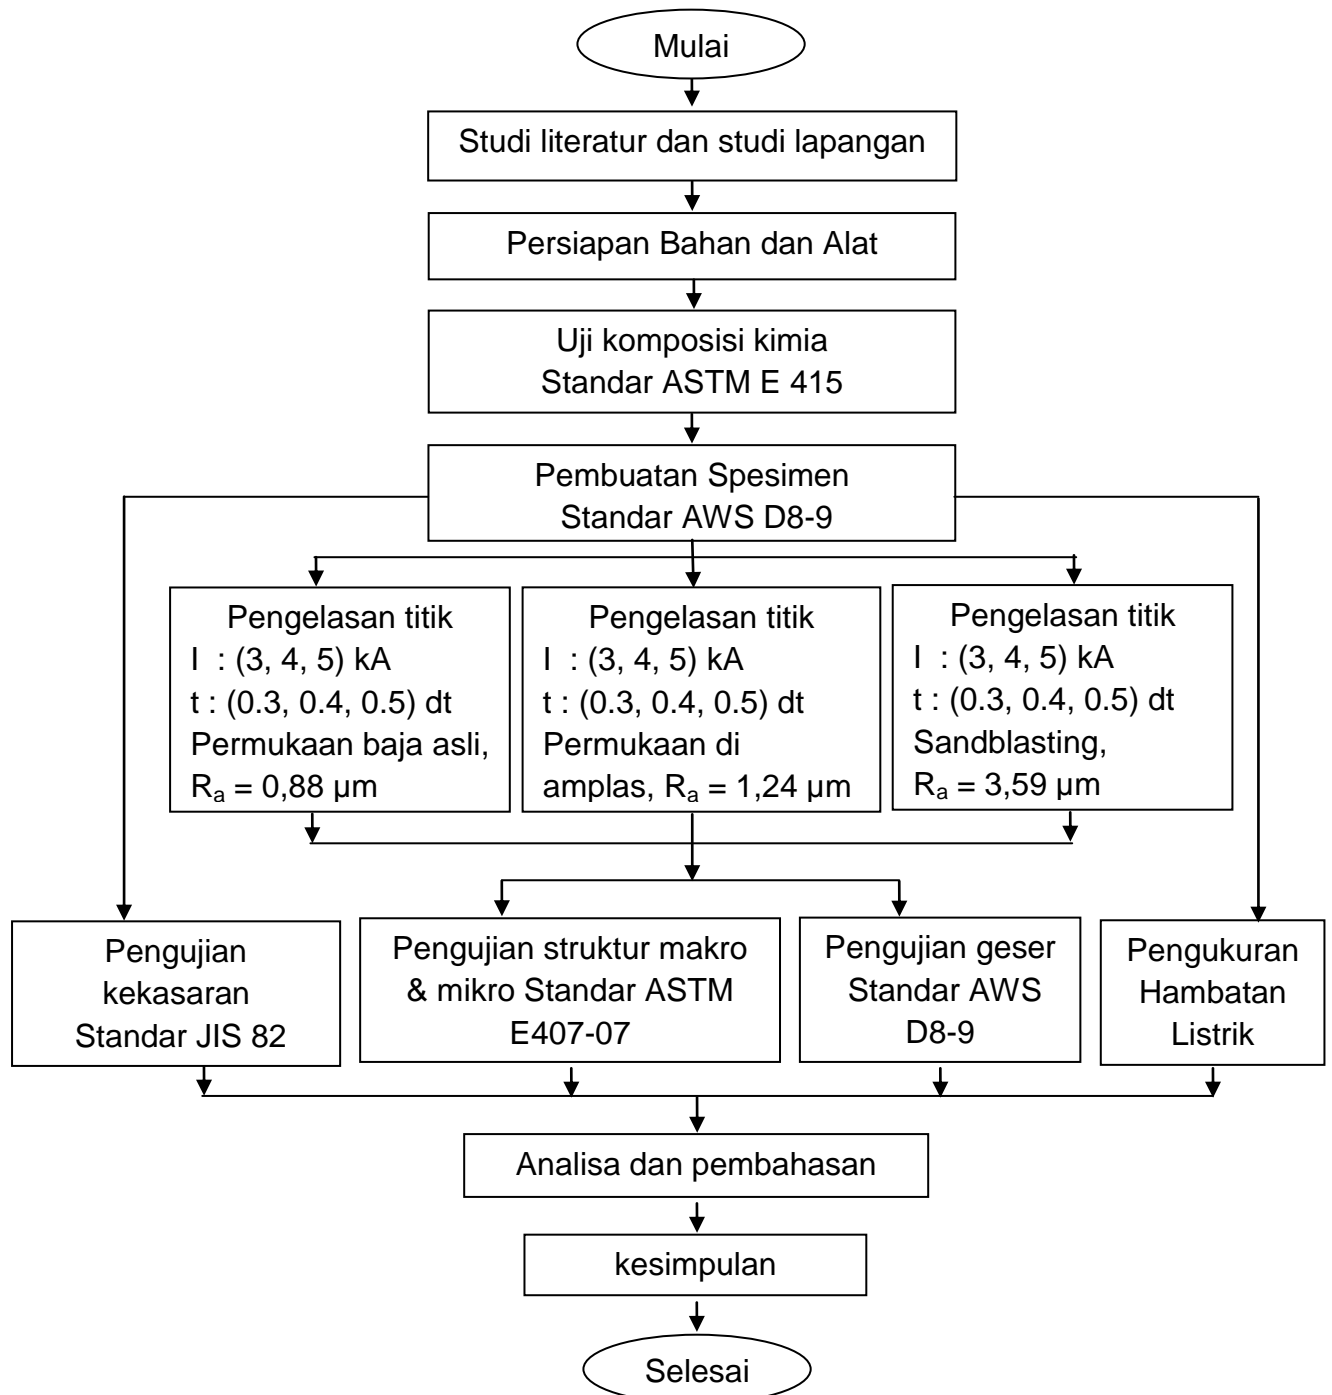 Mulai
Studi literatur dan studi lapangan
Persiapan Bahan dan Alat
Uji komposisi kimia
Standar ASTM E 415
Pembuatan Spesimen
Standar AWS D8-9
Pengelasan titik
I : (3, 4, 5) kA
t : (0.3, 0.4, 0.5) dt
Permukaan baja asli,
Rₐ = 0,88 µm
Pengelasan titik
I : (3, 4, 5) kA
t : (0.3, 0.4, 0.5) dt
Permukaan di
amplas, Rₐ = 1,24 µm
Pengelasan titik
I : (3, 4, 5) kA
t : (0.3, 0.4, 0.5) dt
Sandblasting,
Rₐ = 3,59 µm
Pengujian
kekasaran
Standar JIS 82
Pengujian struktur makro
& mikro Standar ASTM
E407-07
Pengujian geser
Standar AWS
D8-9
Pengukuran
Hambatan
Listrik
Analisa dan pembahasan
kesimpulan
Selesai